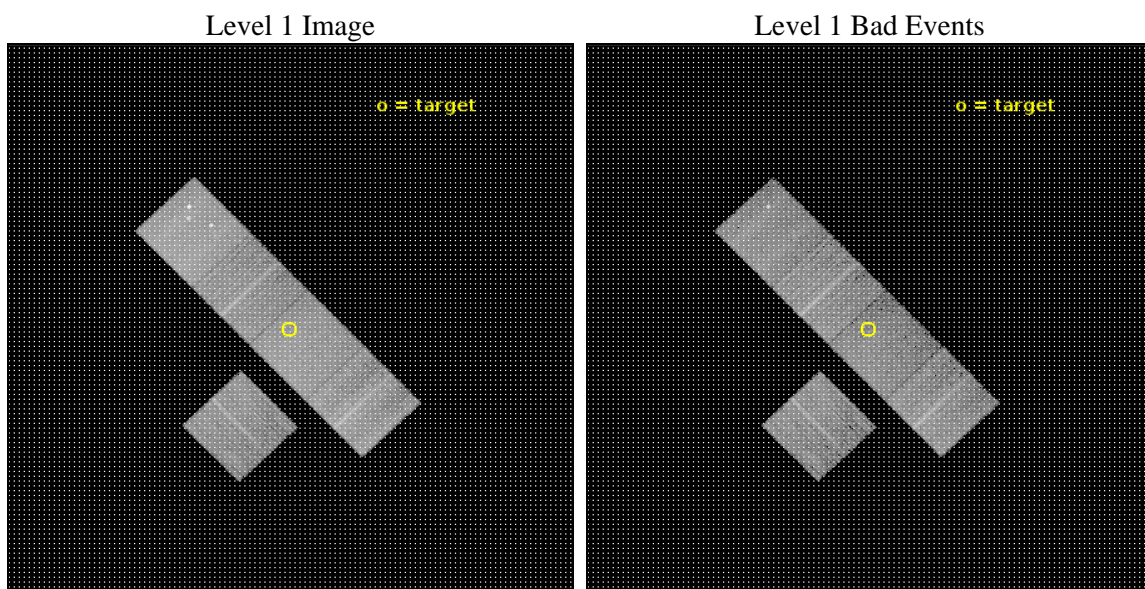 Level 1 Image
Level 1 Bad Events
o = target
o = target